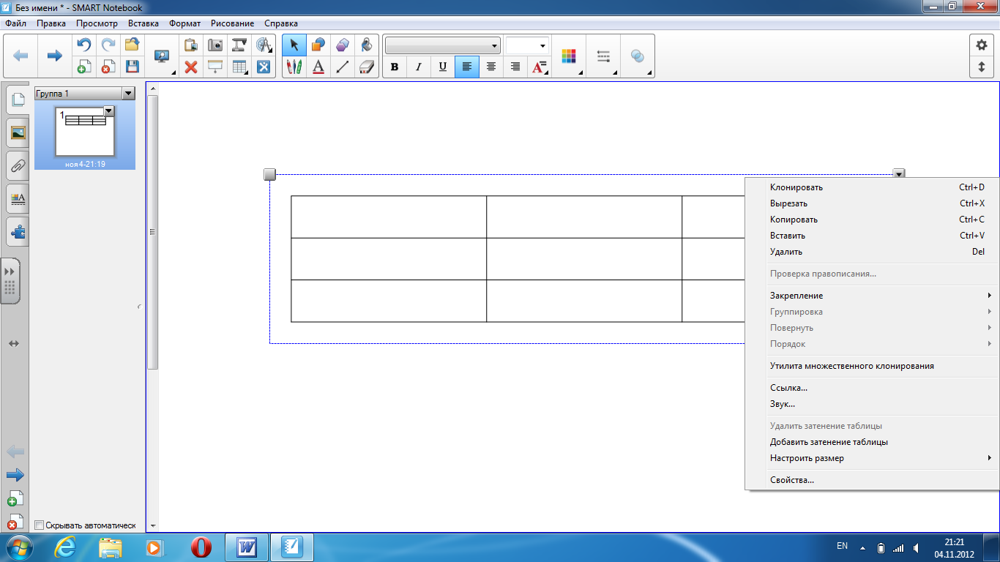 Без имени * - SMART Notebook
Файл Правка Просмотр Вставка Формат Рисование Справка
B I U A
Группа 1
1
ноя 4-21:19
Клонировать Ctrl+D
Вырезать Ctrl+X
Копировать Ctrl+C
Вставить Ctrl+V
Удалить Del
Проверка правописания...
Закрепление
Группировка
Повернуть
Порядок
Утилита множественного клонирования
Ссылка...
Звук...
Удалить затенение таблицы
Добавить затенение таблицы
Настроить размер
Свойства...
Скрывать автоматическ
EN
21:21
04.11.2012